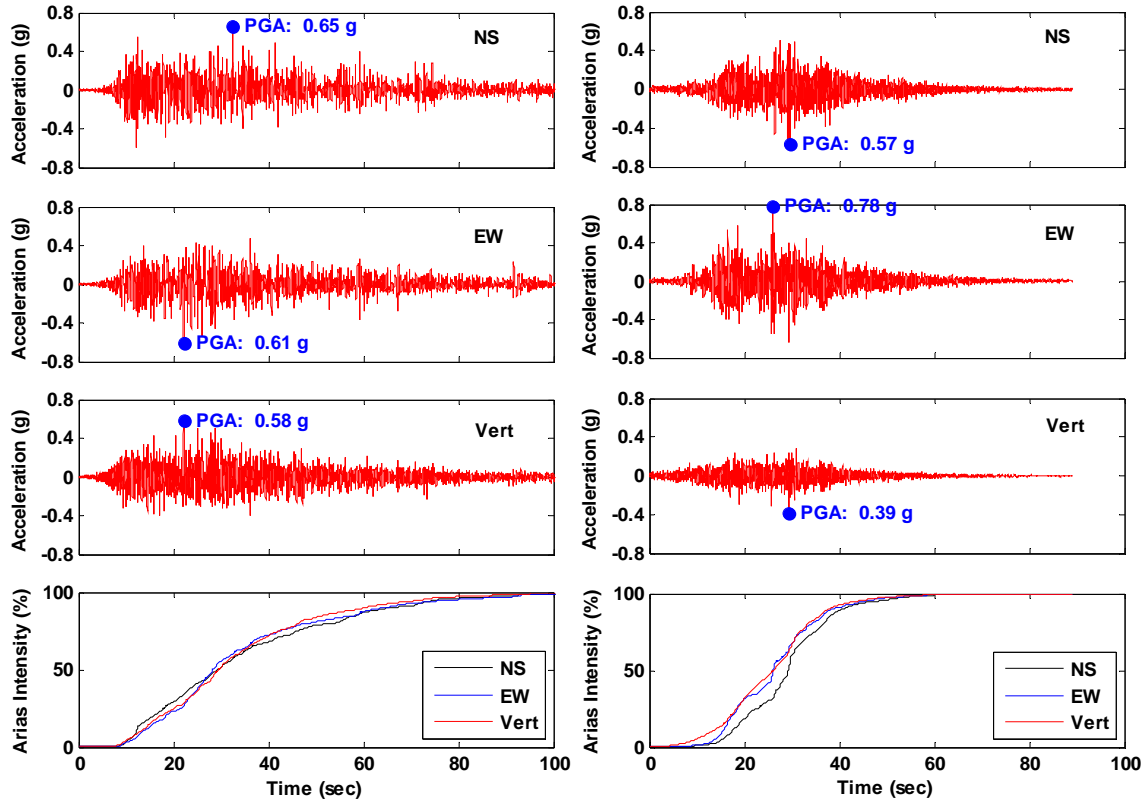 0.8
0.4
0
-0.4
-0.8
Acceleration (g)
PGA: 0.65 g
NS
0.8
0.4
0
-0.4
-0.8
Acceleration (g)
PGA: 0.57 g
NS
0.8
0.4
0
-0.4
-0.8
Acceleration (g)
PGA: 0.61 g
EW
0.8
0.4
0
-0.4
-0.8
Acceleration (g)
PGA: 0.78 g
EW
0.8
0.4
0
-0.4
-0.8
Acceleration (g)
PGA: 0.58 g
Vert
0.8
0.4
0
-0.4
-0.8
Acceleration (g)
PGA: 0.39 g
Vert
100
50
0
Arias Intensity (%)
NS
EW
Vert
0 20 40 60 80 100
Time (sec)
100
50
0
Arias Intensity (%)
NS
EW
Vert
0 20 40 60 80 100
Time (sec)